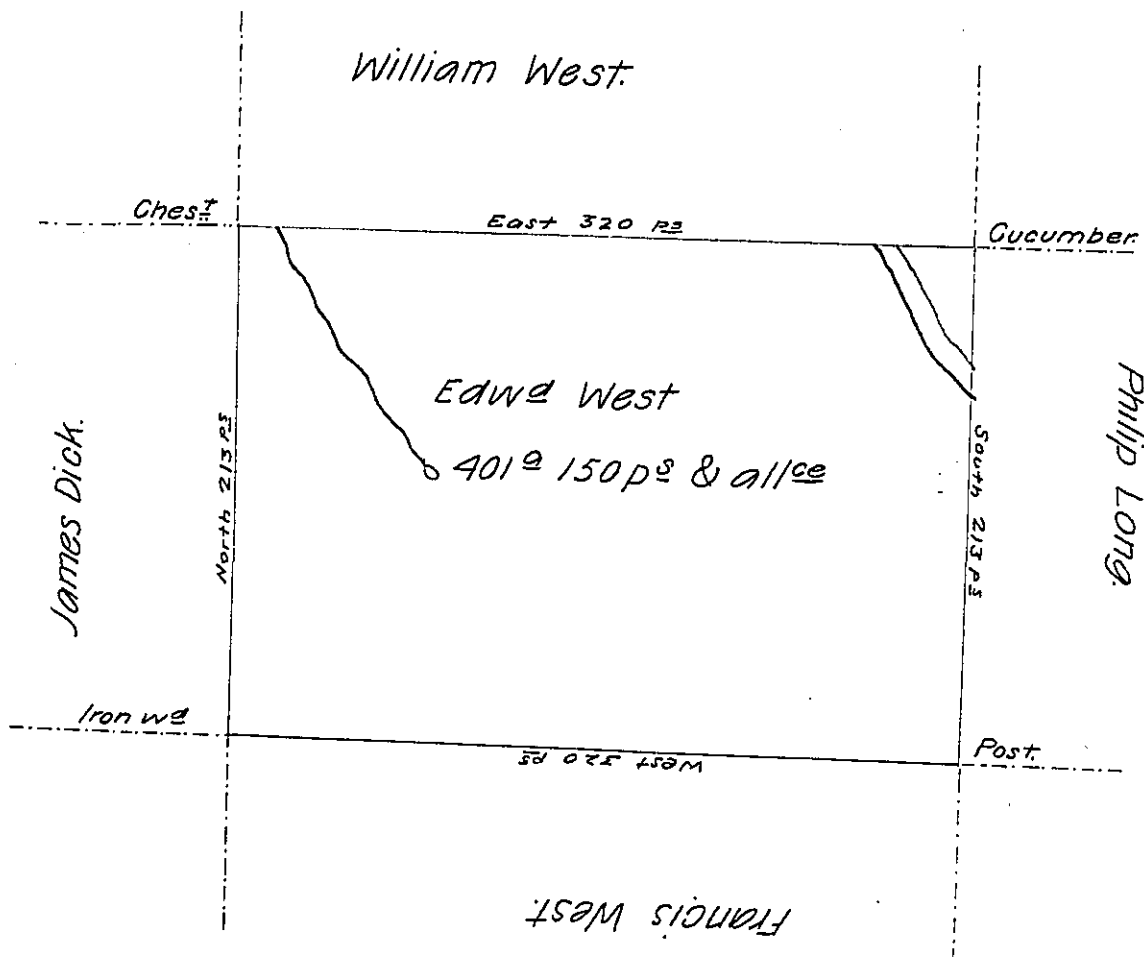 William West.
Ches.t
East 320 ps
Cucumber.
Edwd West
401a 150ps & allce
James Dick.
North 213 ps
South 213 ps
Philip Long.
Iron wd
West 320 ps
Post.
Francis West.